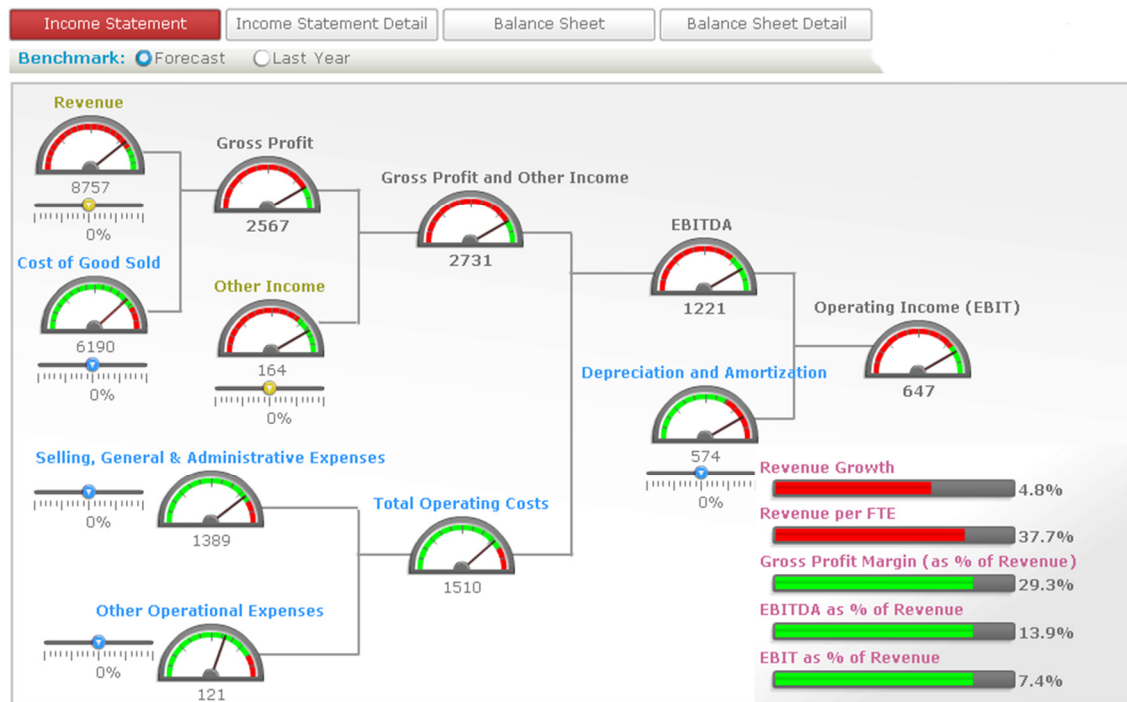 Income Statement
Income Statement Detail
Balance Sheet
Balance Sheet Detail
Benchmark: Forecast Last Year
Revenue
8757
0%
Cost of Good Sold
6190
0%
Gross Profit
2567
Other Income
164
0%
Gross Profit and Other Income
2731
Selling, General & Administrative Expenses
0%
1389
Other Operational Expenses
0%
121
Total Operating Costs
1510
EBITDA
1221
Depreciation and Amortization
574
0%
Operating Income (EBIT)
647
Revenue Growth
4.8%
Revenue per FTE
37.7%
Gross Profit Margin (as % of Revenue)
29.3%
EBITDA as % of Revenue
13.9%
EBIT as % of Revenue
7.4%